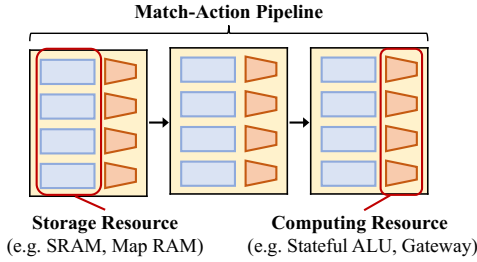 Match-Action Pipeline
Storage Resource
(e.g. SRAM, Map RAM)
Computing Resource
(e.g. Stateful ALU, Gateway)